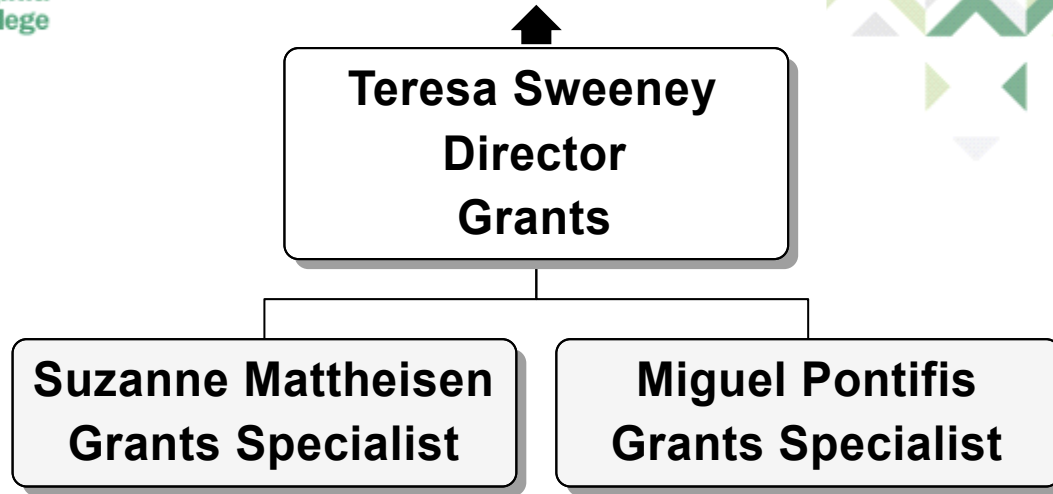 lege
Teresa Sweeney
Director
Grants
Suzanne Mattheisen
Grants Specialist
Miguel Pontifis
Grants Specialist